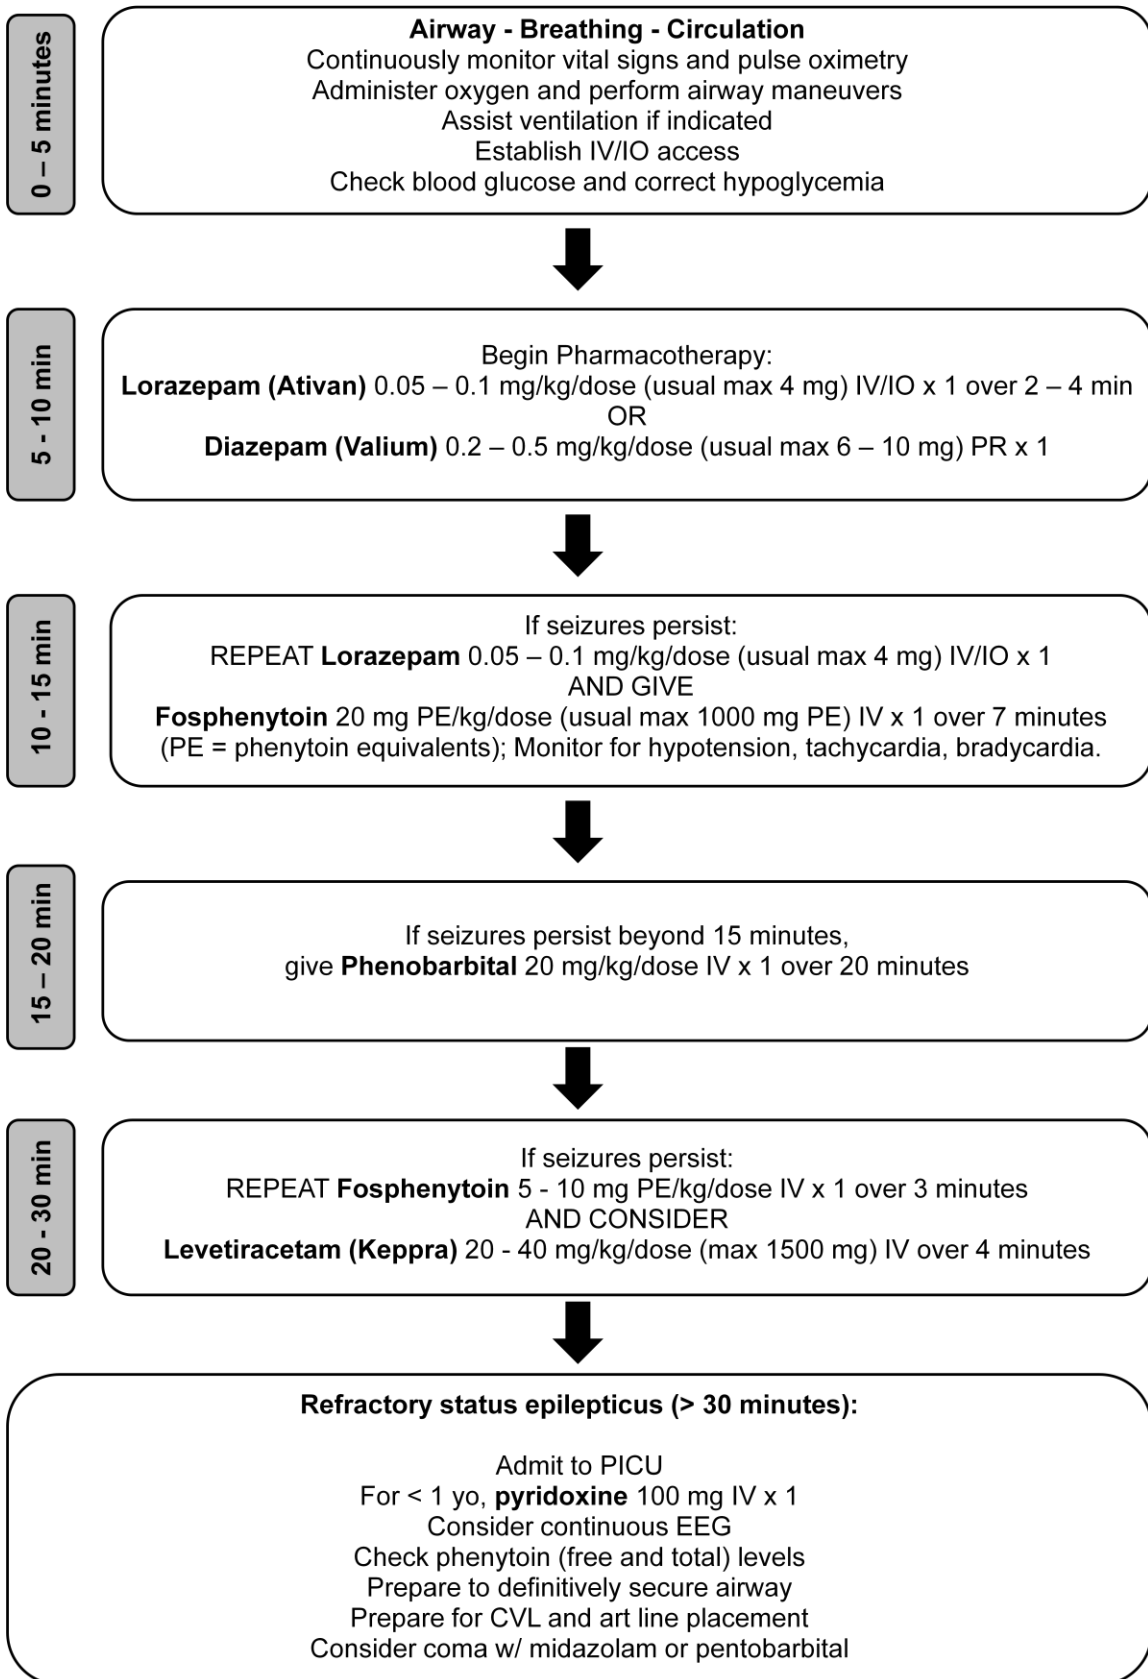 0 – 5 minutes
Airway - Breathing - Circulation
Continuously monitor vital signs and pulse oximetry
Administer oxygen and perform airway maneuvers
Assist ventilation if indicated
Establish IV/IO access
Check blood glucose and correct hypoglycemia
5 - 10 min
Begin Pharmacotherapy:
Lorazepam (Ativan) 0.05 – 0.1 mg/kg/dose (usual max 4 mg) IV/IO x 1 over 2 – 4 min
OR
Diazepam (Valium) 0.2 – 0.5 mg/kg/dose (usual max 6 – 10 mg) PR x 1
10 - 15 min
If seizures persist:
REPEAT Lorazepam 0.05 – 0.1 mg/kg/dose (usual max 4 mg) IV/IO x 1
AND GIVE
Fosphenytoin 20 mg PE/kg/dose (usual max 1000 mg PE) IV x 1 over 7 minutes
(PE = phenytoin equivalents); Monitor for hypotension, tachycardia, bradycardia.
15 – 20 min
If seizures persist beyond 15 minutes,
give Phenobarbital 20 mg/kg/dose IV x 1 over 20 minutes
20 - 30 min
If seizures persist:
REPEAT Fosphenytoin 5 - 10 mg PE/kg/dose IV x 1 over 3 minutes
AND CONSIDER
Levetiracetam (Keppra) 20 - 40 mg/kg/dose (max 1500 mg) IV over 4 minutes
Refractory status epilepticus (> 30 minutes):
Admit to PICU
For < 1 yo, pyridoxine 100 mg IV x 1
Consider continuous EEG
Check phenytoin (free and total) levels
Prepare to definitively secure airway
Prepare for CVL and art line placement
Consider coma w/ midazolam or pentobarbital